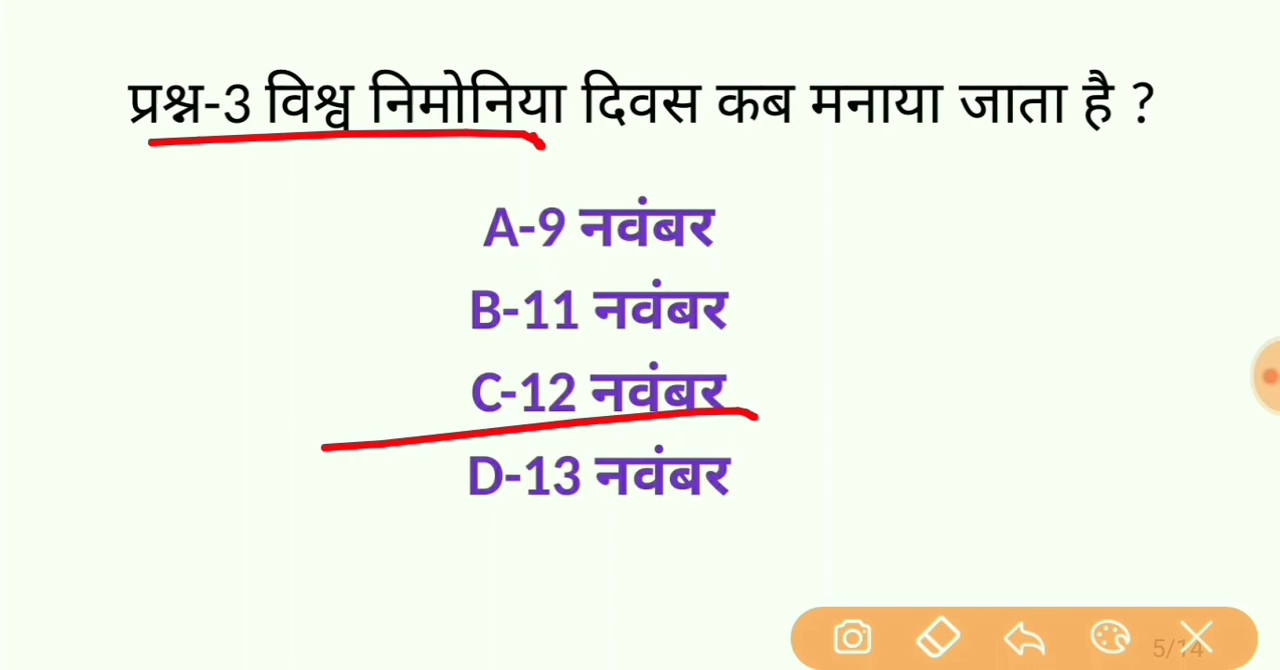 प्रश्न-3 विश्व निमोनिया दिवस कब मनाया जाता है ?
A-9 नवंबर
B-11 नवंबर
C-12 नवंबर
D-13 नवंबर
5/14